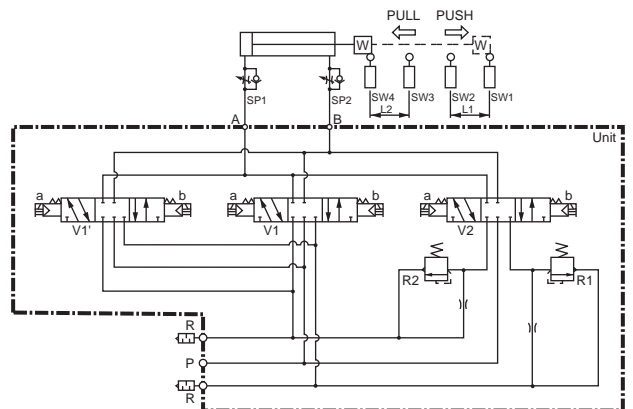 PULL PUSH
W W
SP1 SP2 SW4 SW3 SW2 SW1
L2 L1
A B
Unit
a b a b a b
V1' V1 V2
R2 R1
R
P
R